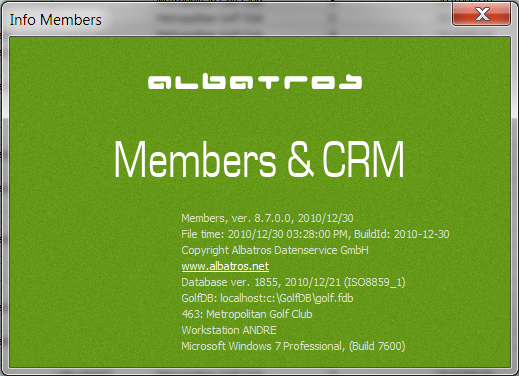 Metropolitan Golf Club
Info Members
albatros
Members & CRM
Members, ver. 8.7.0.0, 2010/12/30
File time: 2010/12/30 03:28:00 PM, BuildId: 2010-12-30
Copyright Albatros Datenservice GmbH
www.albatros.net
Database ver. 1855, 2010/12/21 (ISO8859_1)
GolfDB: localhost:c:\GolfDB\golf.fdb
463: Metropolitan Golf Club
Workstation ANDRE
Microsoft Windows 7 Professional, (Build 7600)